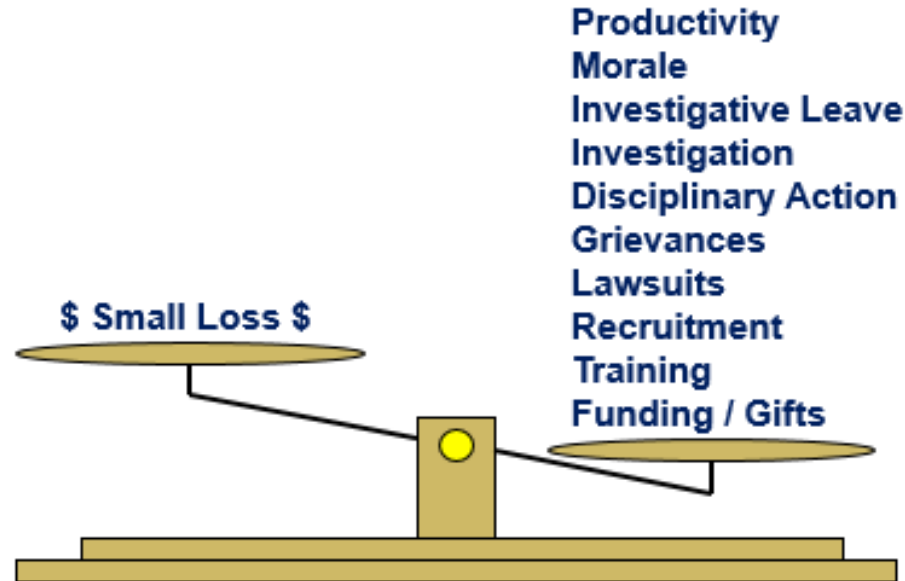 $ Small Loss $
Productivity
Morale
Investigative Leave
Investigation
Disciplinary Action
Grievances
Lawsuits
Recruitment
Training
Funding / Gifts